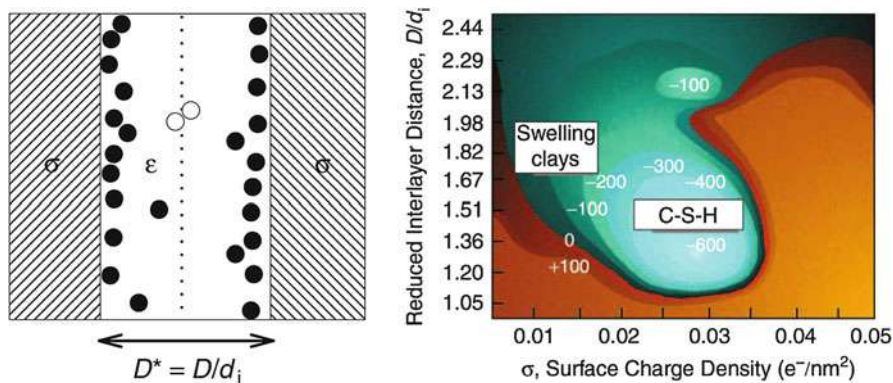 σ
ε
σ
D* = D/dᵢ
Reduced Interlayer Distance, D/dᵢ
2.44
2.29
2.13
1.98
1.82
1.67
1.51
1.36
1.20
1.05
−100
Swelling
clays
−300
−200
−400
−100
C-S-H
0
−600
+100
0.01
0.02
0.03
0.04
0.05
σ, Surface Charge Density (e⁻/nm²)